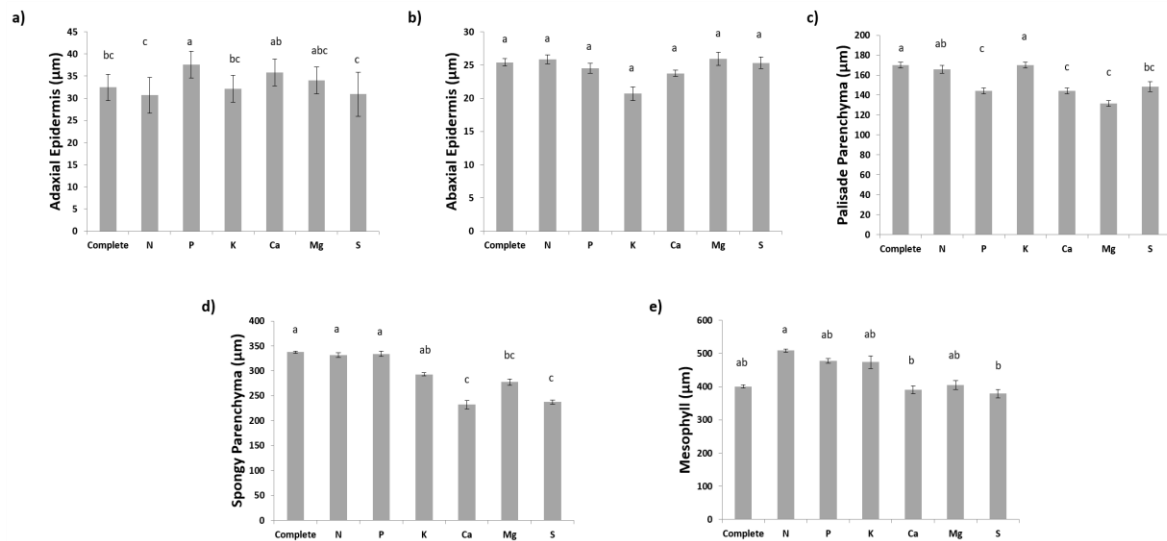 a)
Adaxial Epidermis (μm)
45
40
35
30
25
20
15
10
5
0
bc c a bc ab abc c
Complete N P K Ca Mg S
b)
Abaxial Epidermis (μm)
30
25
20
15
10
5
0
a a a a a a a
Complete N P K Ca Mg S
c)
Palisade Parenchyma (μm)
200
180
160
140
120
100
80
60
40
20
0
a ab c a c c bc
Complete N P K Ca Mg S
d)
Spongy Parenchyma (μm)
400
350
300
250
200
150
100
50
0
a a a ab c bc c
Complete N P K Ca Mg S
e)
Mesophyll (μm)
600
500
400
300
200
100
0
ab a ab ab b ab b
Complete N P K Ca Mg S